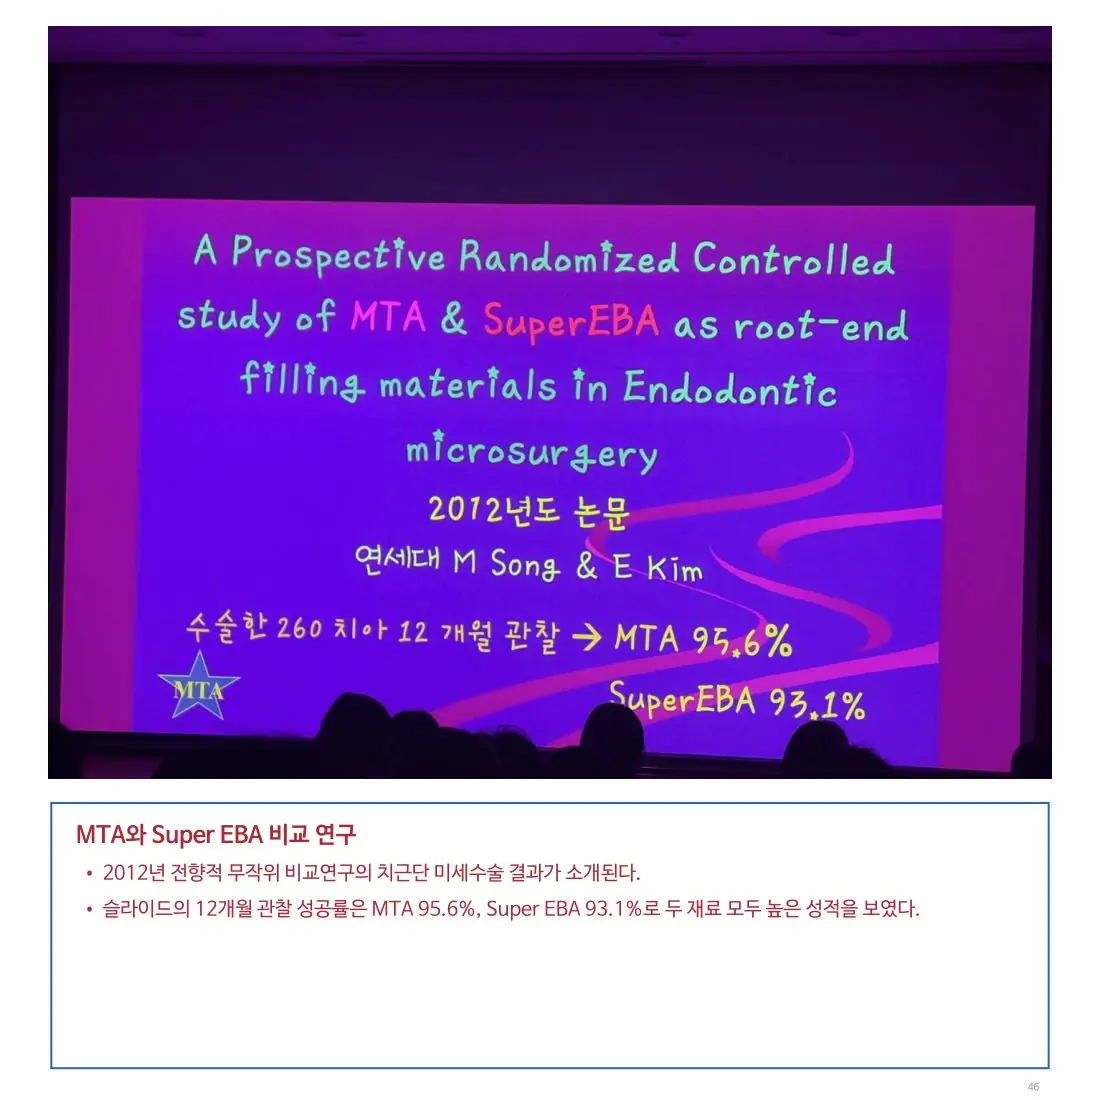 A Prospective Randomized Controlled
study of MTA & SuperEBA as root-end
filling materials in Endodontic
microsurgery
2012년도 논문
연세대 M Song & E Kim
수술한 260 치아 12 개월 관찰 → MTA 95.6%
MTA
SuperEBA 93.1%
MTA와 Super EBA 비교 연구
• 2012년 전향적 무작위 비교연구의 치근단 미세수술 결과가 소개된다.
• 슬라이드의 12개월 관찰 성공률은 MTA 95.6%, Super EBA 93.1%로 두 재료 모두 높은 성적을 보였다.
46